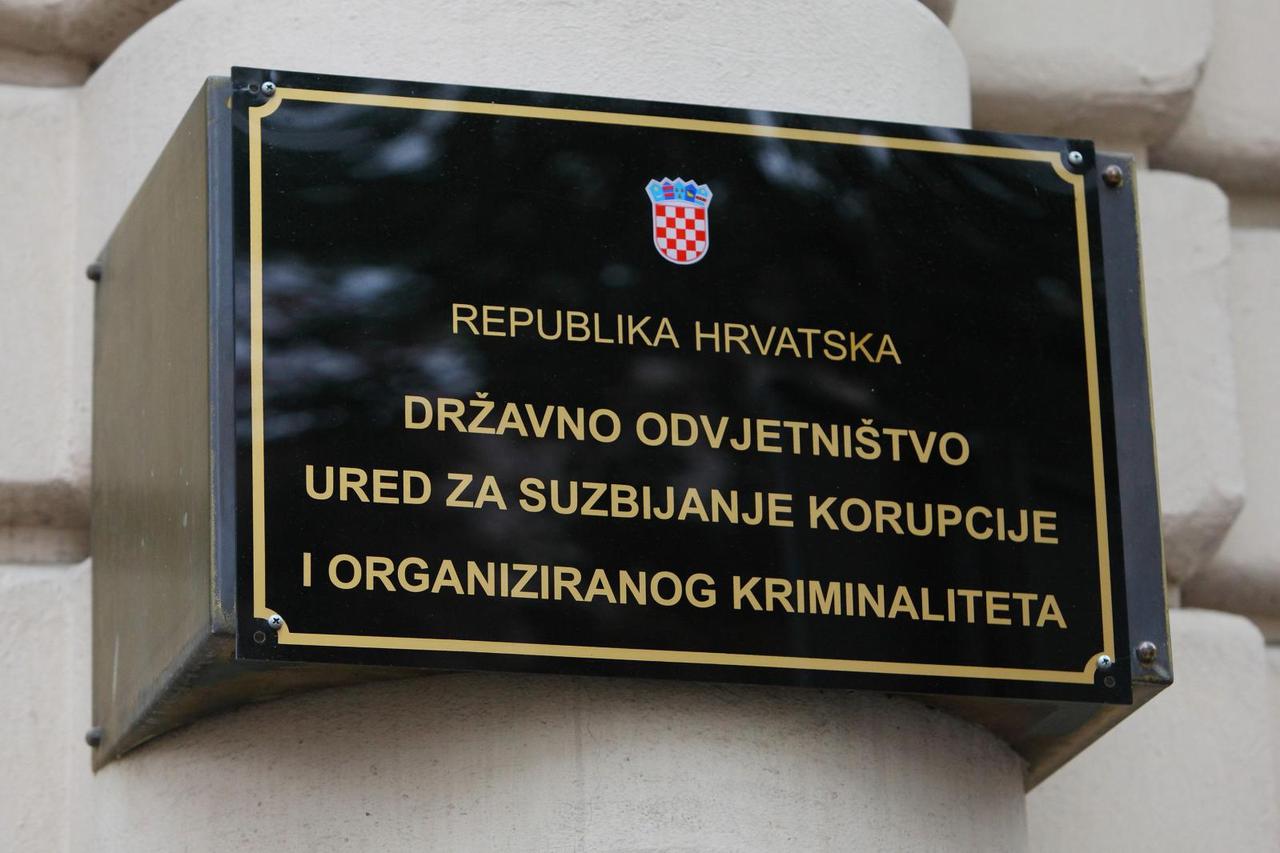 REPUBLIKA HRVATSKA
DRŽAVNO ODVJETNIŠTVO
URED ZA SUZBIJANJE KORUPCIJE
I ORGANIZIRANOG KRIMINALITETA